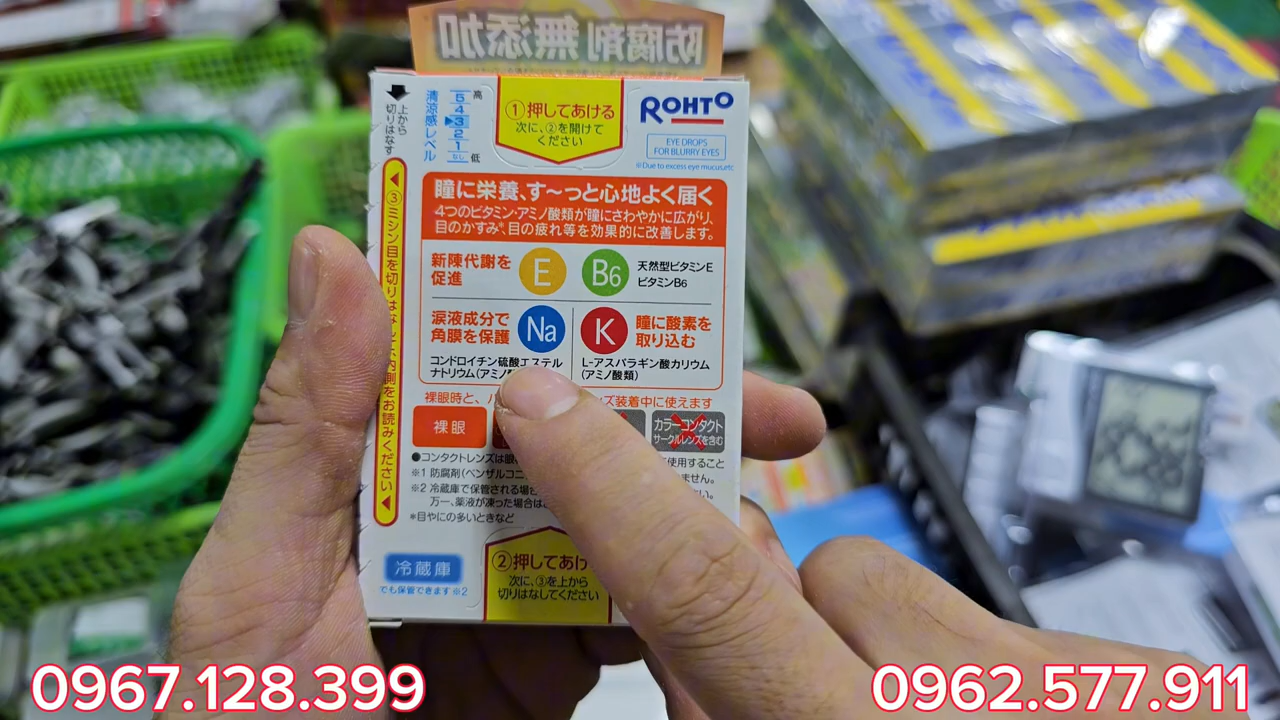 防腐剤無添加
上から
切りはなす
清涼感レベル
5 高
4
3
2
1
なし 低
①押してあける
次に、②を開けて
ください
ROHTO
EYE DROPS
FOR BLURRY EYES
※Due to excess eye mucus,etc
③ミシン目を切りはなして、内側をお読みください
瞳に栄養、す〜っと心地よく届く
4つのビタミン・アミノ酸類が瞳にさわやかに広がり、
目のかすみ*、目の疲れ等を効果的に改善します。
新陳代謝を
促進
E
B6
天然型ビタミンE
ビタミンB6
涙液成分で
角膜を保護
Na
コンドロイチン硫酸エステル
ナトリウム(アミノ
K
瞳に酸素を
取り込む
L-アスパラギン酸カリウム
(アミノ酸類)
裸眼時と、
ズ装着中に使えます
裸眼
カラーコンタクト
サークルレンズを含む
●コンタクトレンズは眼
使用すること
※1 防腐剤(ベンザルコニ
ません。
※2 冷蔵庫で保管される場合
い。
万一、薬液が凍った場合は
*目やにの多いときなど
冷蔵庫
でも保管できます※2
②押してあけ
次に、③を上から
切りはなしてください
0967.128.399
0962.577.911